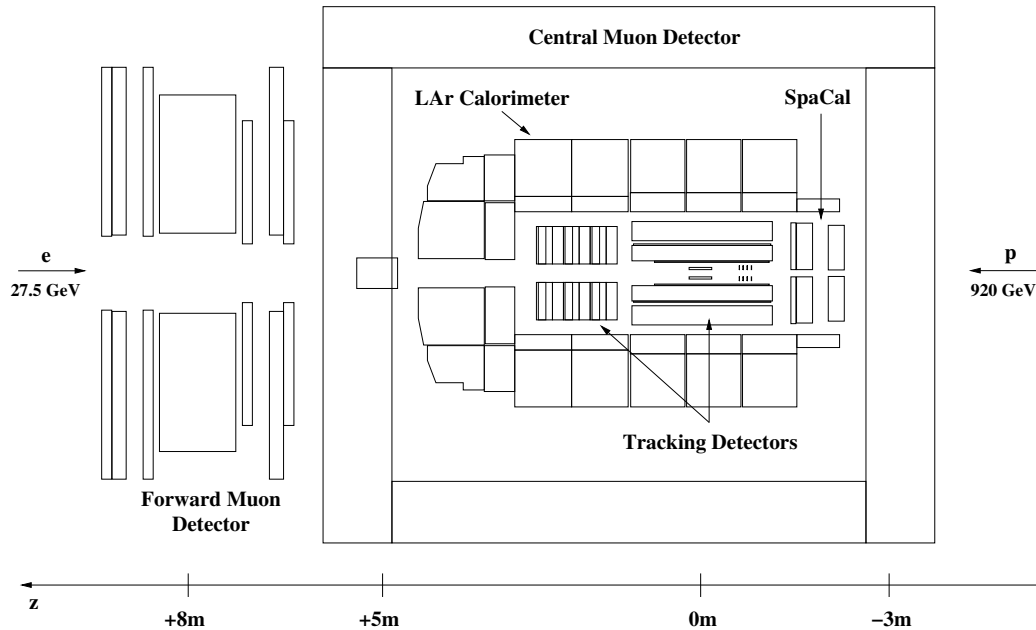 Central Muon Detector
LAr Calorimeter
SpaCal
e
27.5 GeV
p
920 GeV
Tracking Detectors
Forward Muon
Detector
z
+8m
+5m
0m
−3m